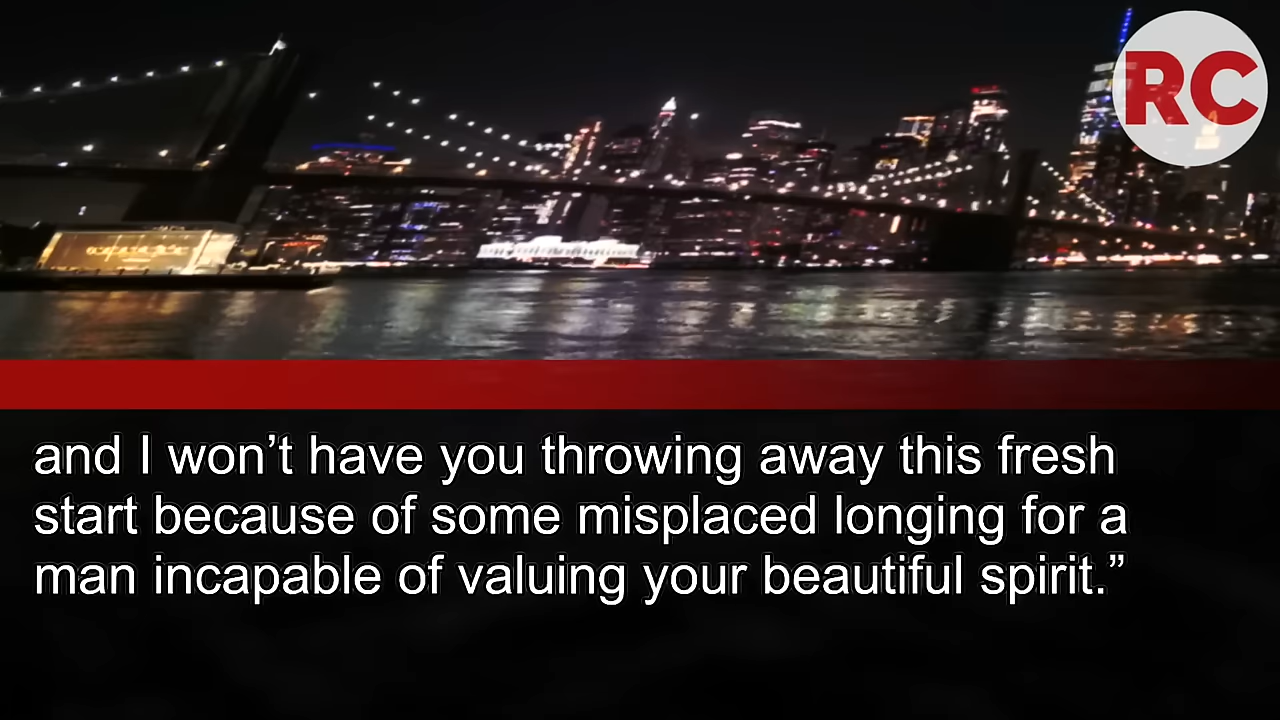 RC
and I won’t have you throwing away this fresh
start because of some misplaced longing for a
man incapable of valuing your beautiful spirit.”